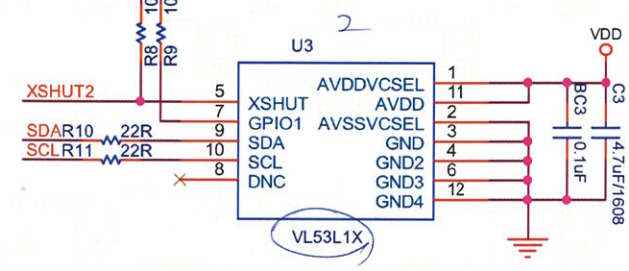 10
10
R8
R9
2
U3
VDD
XSHUT2
5
XSHUT
7
GPIO1
SDA
R10
22R
9
SDA
SCL
R11
22R
10
SCL
8
DNC
AVDDVCSEL
1
AVDD
11
AVSSVCSEL
2
GND
3
GND2
4
GND3
6
GND4
12
BC3
0.1uF
C3
4.7uF/1608
VL53L1X